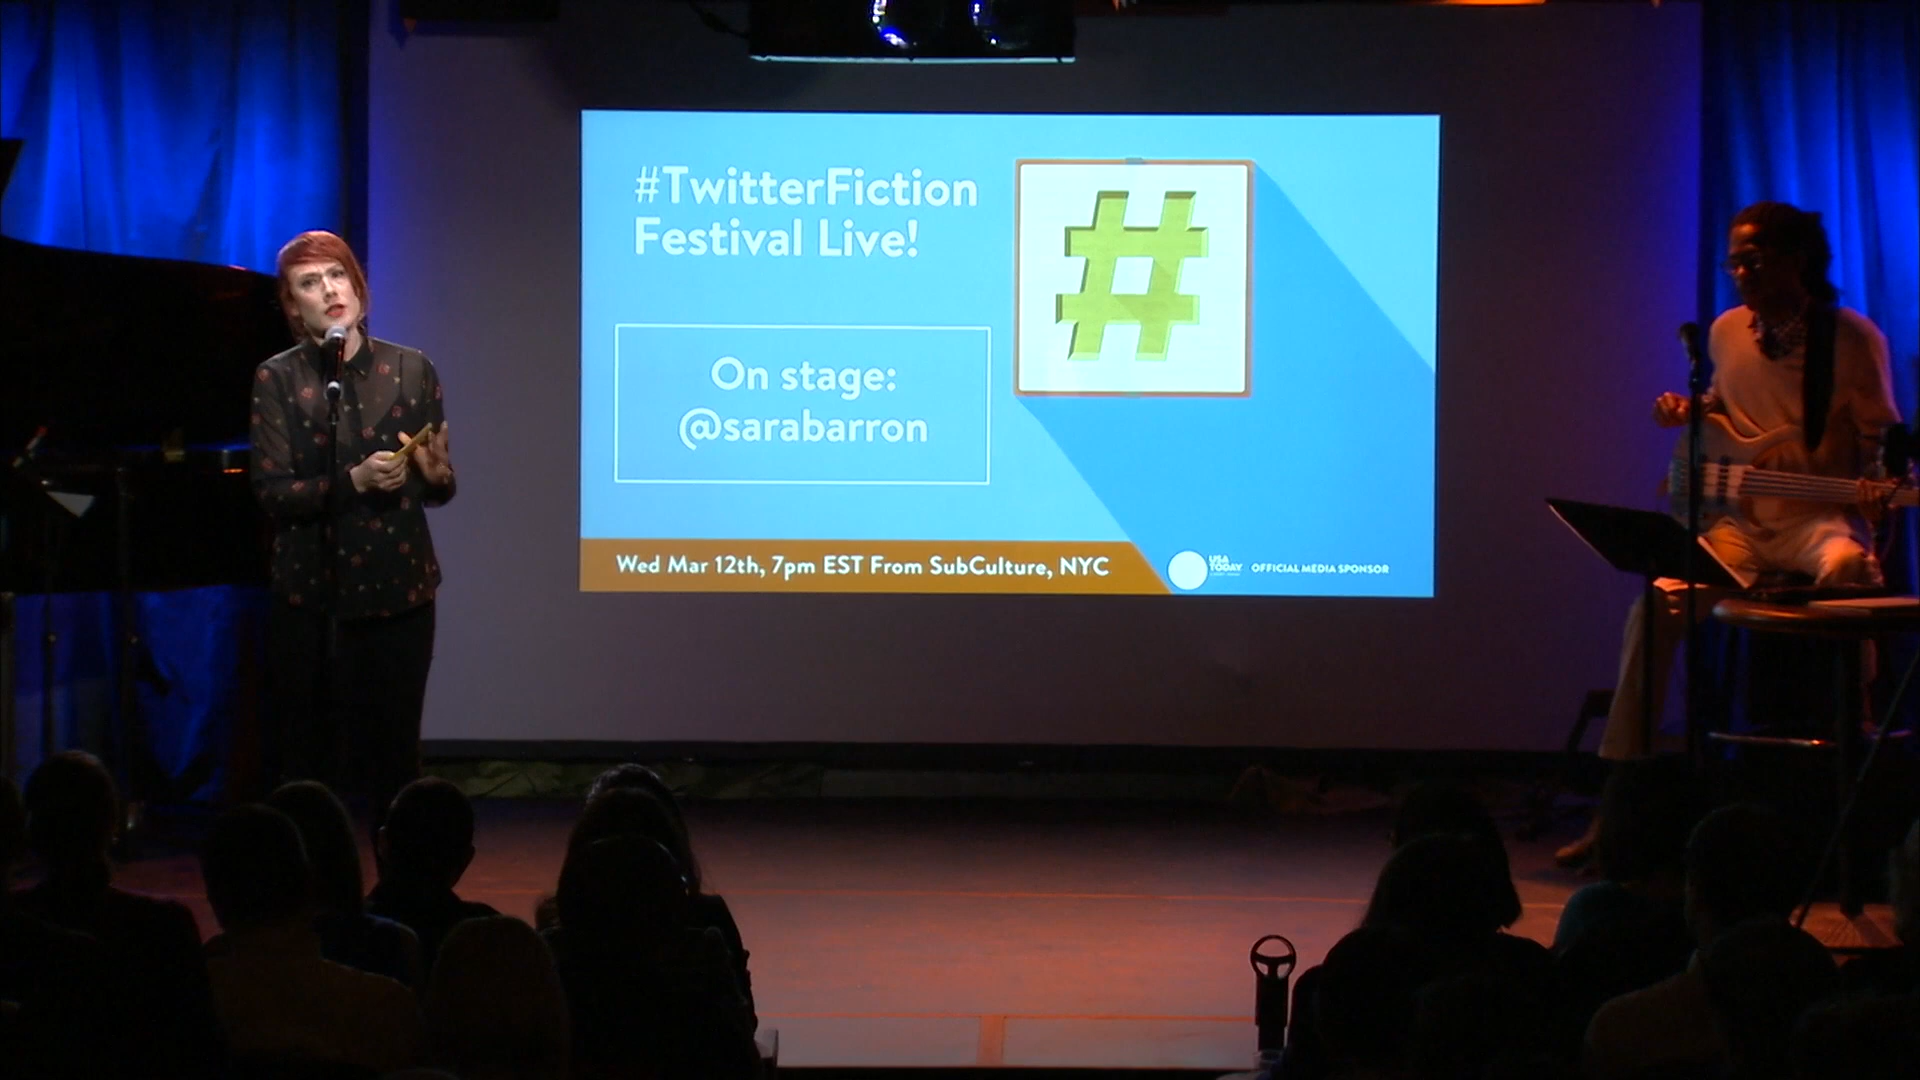 #TwitterFiction
Festival Live!
#
On stage:
@sarabarron
Wed Mar 12th, 7pm EST From SubCulture, NYC
USA
TODAY
OFFICIAL MEDIA SPONSOR